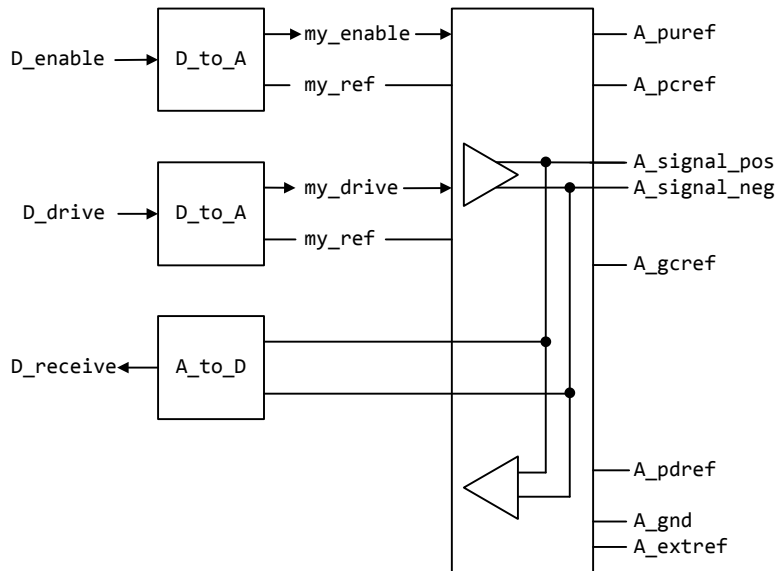 my_enable A_puref
D_enable D_to_A
my_ref A_pcref
A_signal_pos
my_drive A_signal_neg
D_drive D_to_A
my_ref
A_gcref
D_receive A_to_D
A_pdref
A_gnd
A_extref